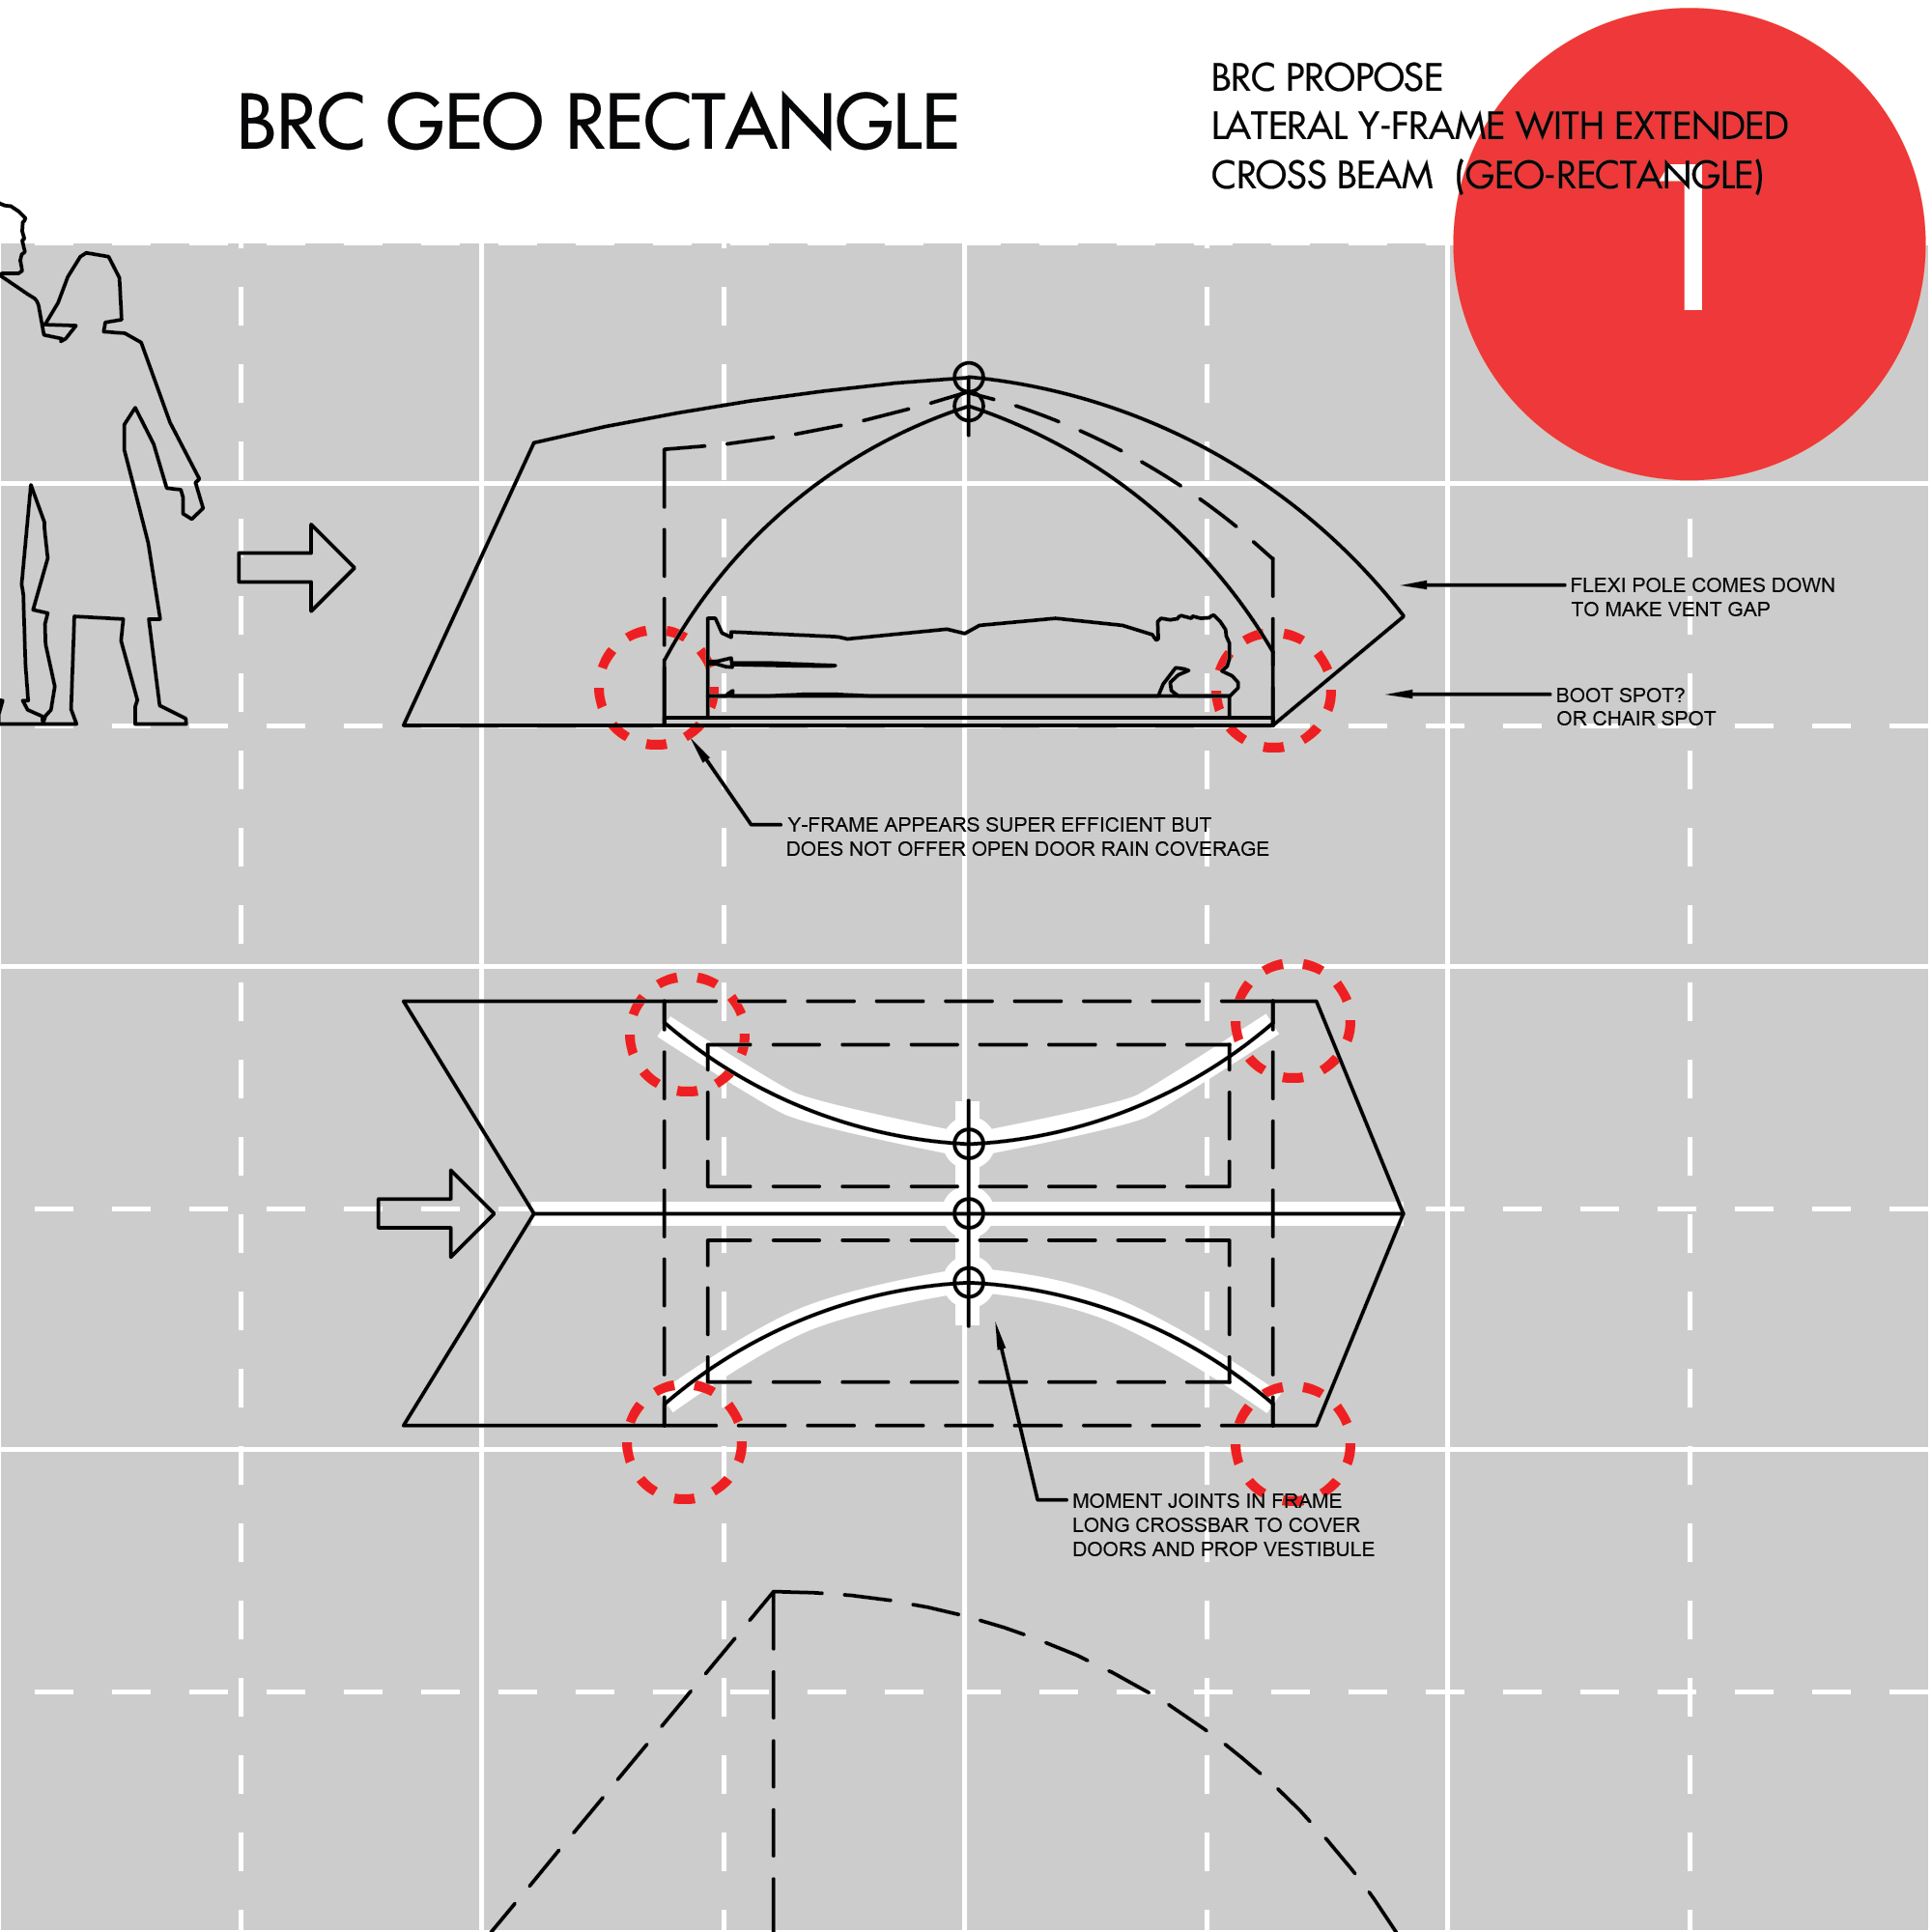 BRC GEO RECTANGLE
BRC PROPOSE
LATERAL Y-FRAME WITH EXTENDED
CROSS BEAM (GEO-RECTANGLE)
1
FLEXI POLE COMES DOWN
TO MAKE VENT GAP
BOOT SPOT?
OR CHAIR SPOT
Y-FRAME APPEARS SUPER EFFICIENT BUT
DOES NOT OFFER OPEN DOOR RAIN COVERAGE
MOMENT JOINTS IN FRAME
LONG CROSSBAR TO COVER
DOORS AND PROP VESTIBULE